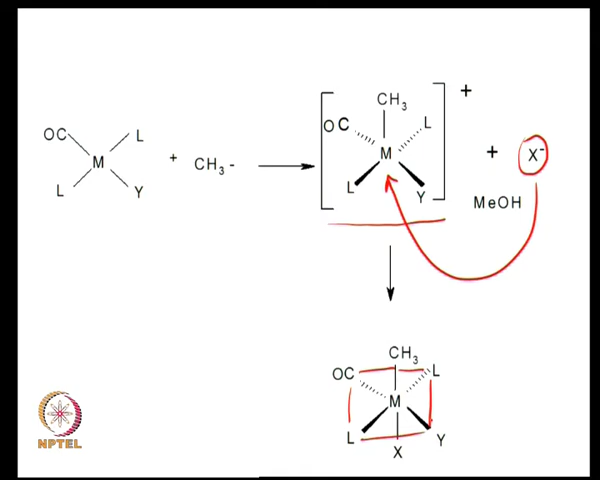 OC L
M + CH3 -
L Y
CH3 +
OC L
M + X-
L Y MeOH
CH3
OC L
M
L Y
X
NPTEL